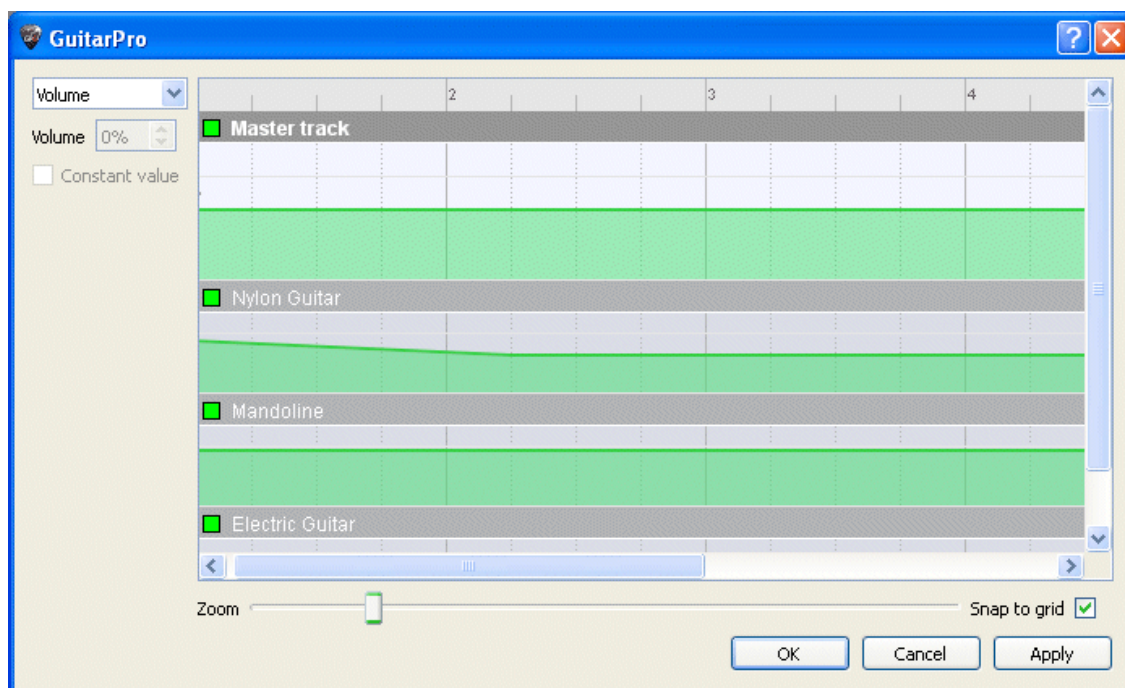 GuitarPro
Volume
Volume 0%
Constant value
2 3 4
Master track
Nylon Guitar
Mandoline
Electric Guitar
Zoom Snap to grid
OK Cancel Apply